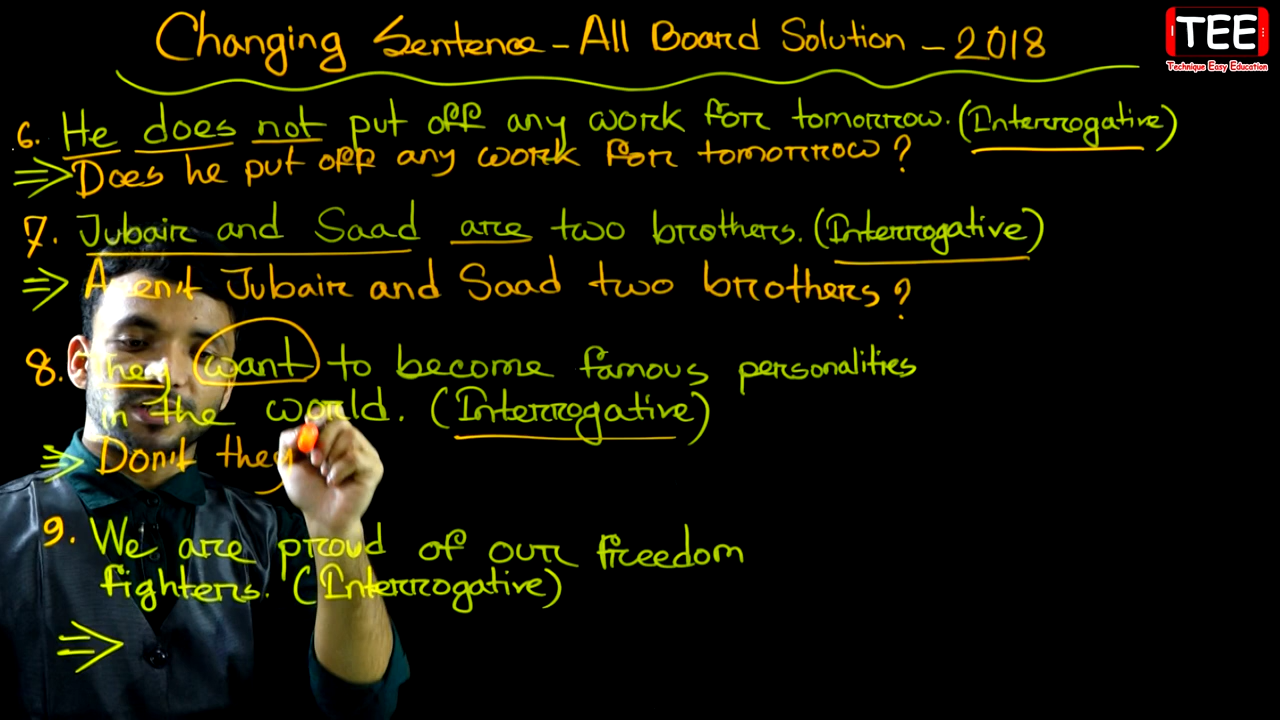 Changing Sentence - All Board Solution - 2018
TEE
Technique Easy Education
6. He does not put off any work for tomorrow. (Interrogative)
⇒ Does he put off any work for tomorrow?
7. Jubair and Saad are two brothers. (Interrogative)
⇒ Aren't Jubair and Saad two brothers?
8. They want to become famous personalities
in the world. (Interrogative)
⇒ Don't they
9. We are proud of our freedom
fighters. (Interrogative)
⇒